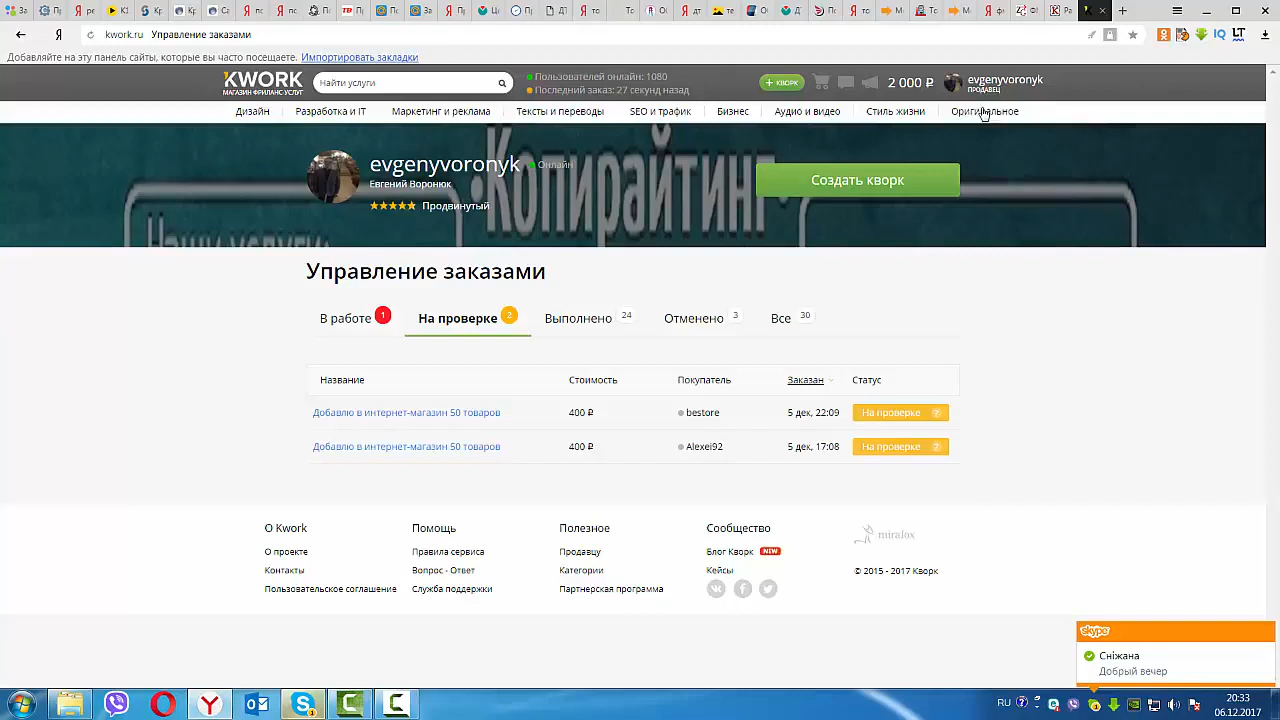 kwork.ru Управление заказами
LT
Добавляйте на эту панель сайты, которые вы часто посещаете. Импортировать закладки
KWORK
МАГАЗИН ФРИЛАНС УСЛУГ
Найти услуги
Пользователей онлайн: 1080
Последний заказ: 27 секунд назад
+ КВОРК
2 000 ₽
evgenyvoronyk
ПРОДАВЕЦ
Дизайн Разработка и IT Маркетинг и реклама Тексты и переводы SEO и трафик Бизнес Аудио и видео Стиль жизни Оригинальное
evgenyvoronyk Онлайн
Евгений Воронюк
Продвинутый
·Копирайтинг
Наши услуги:
Создать кворк
Управление заказами
В работе 1 На проверке 2 Выполнено 24 Отменено 3 Все 30
Название Стоимость Покупатель Заказан Статус
Добавлю в интернет-магазин 50 товаров 400 ₽ bestore 5 дек, 22:09 На проверке ?
Добавлю в интернет-магазин 50 товаров 400 ₽ Alexei92 5 дек, 17:08 На проверке ?
О Kwork Помощь Полезное Сообщество miralox
О проекте Правила сервиса Продавцу Блог Кворк NEW
Контакты Вопрос - Ответ Категории Кейсы © 2015 - 2017 Кворк
Пользовательское соглашение Служба поддержки Партнерская программа
skype
Сніжана
Добрый вечер
RU
20:33
06.12.2017